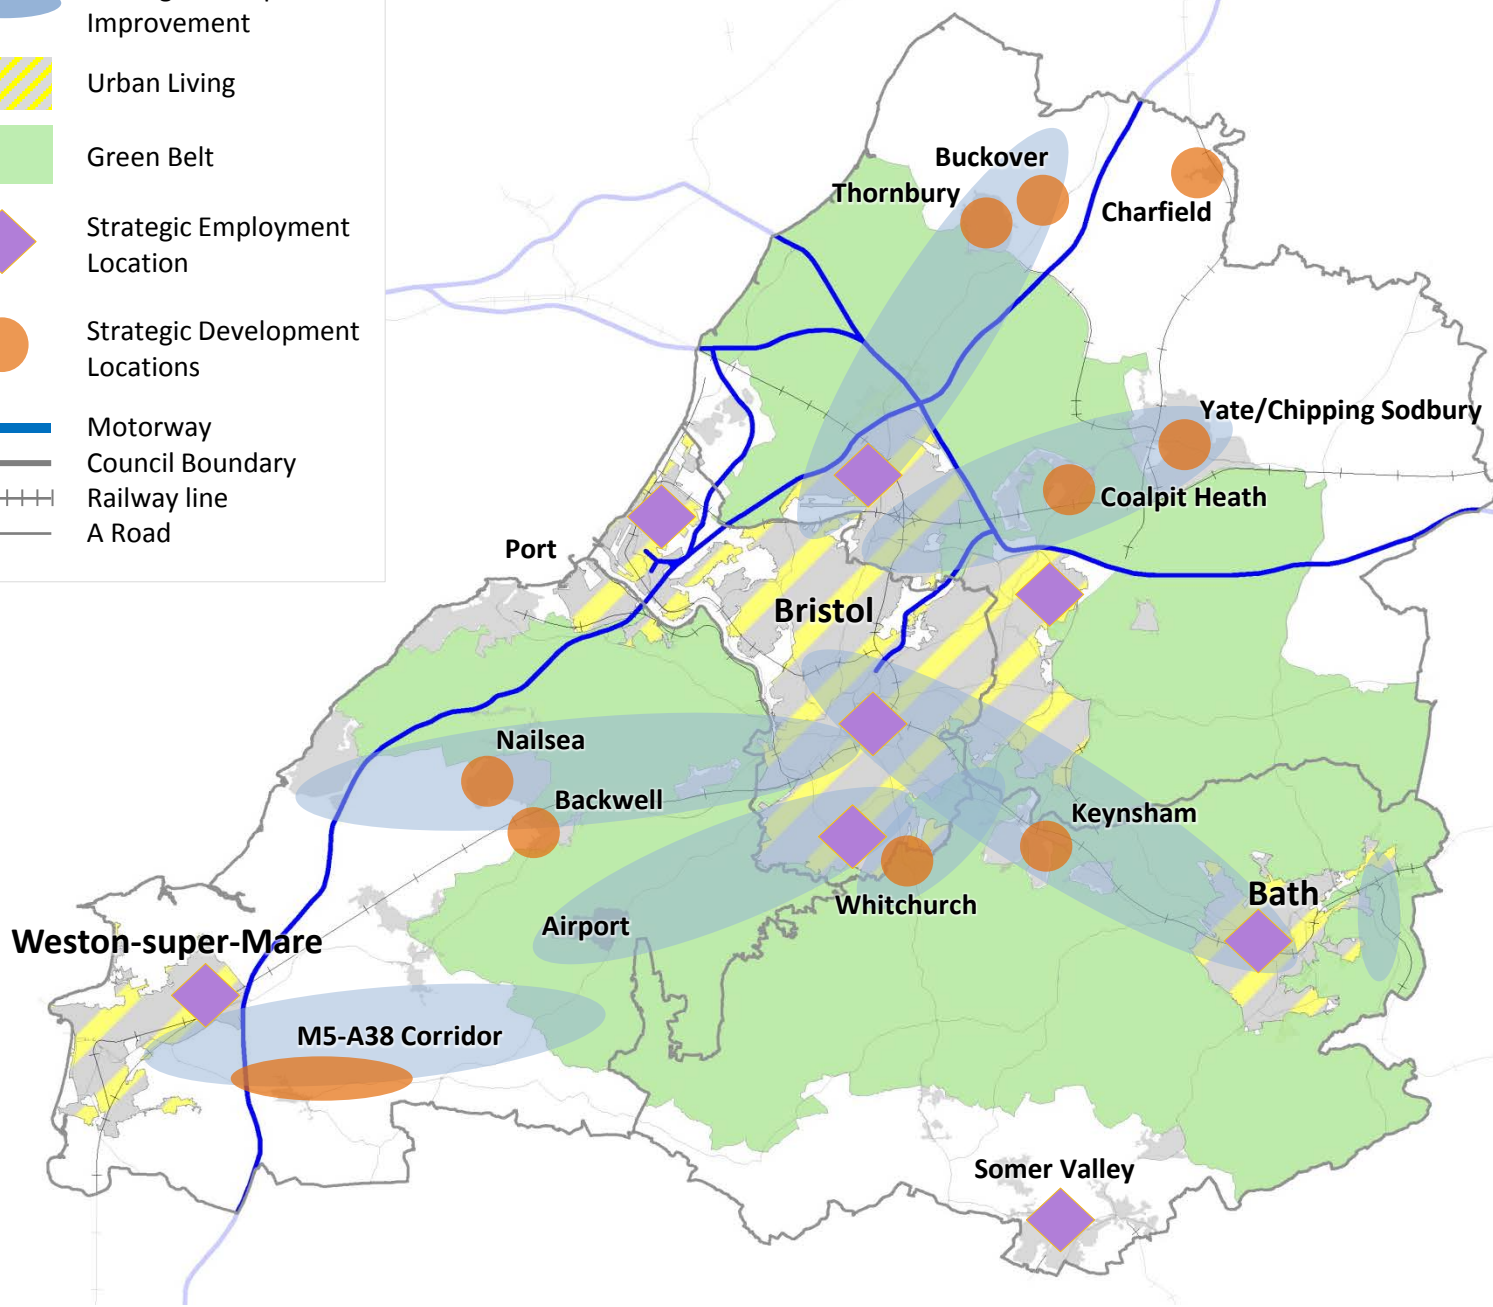 Improvement
Urban Living
Green Belt
Strategic Employment
Location
Strategic Development
Locations
Motorway
Council Boundary
Railway line
A Road
Buckover
Thornbury
Charfield
Yate/Chipping Sodbury
Coalpit Heath
Port
Bristol
Nailsea
Backwell
Keynsham
Whitchurch
Bath
Airport
Weston-super-Mare
M5-A38 Corridor
Somer Valley